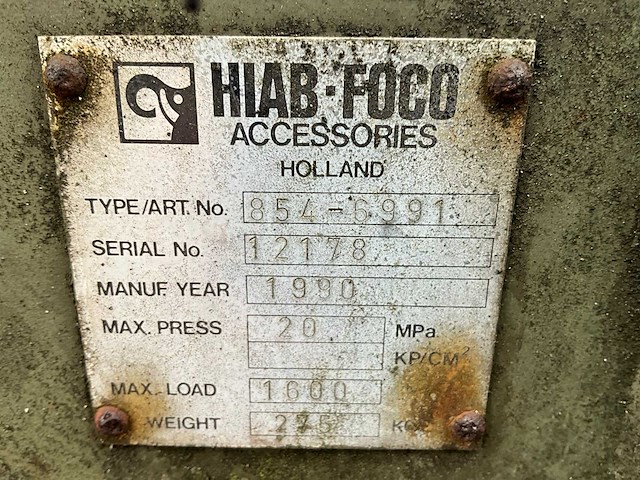 HIAB·FOCO
ACCESSORIES
HOLLAND
TYPE/ART. No. 854-6991
SERIAL No. 12178
MANUF. YEAR 1990
MAX. PRESS 20 MPa.
KP/CM²
MAX. LOAD 1600
WEIGHT 275